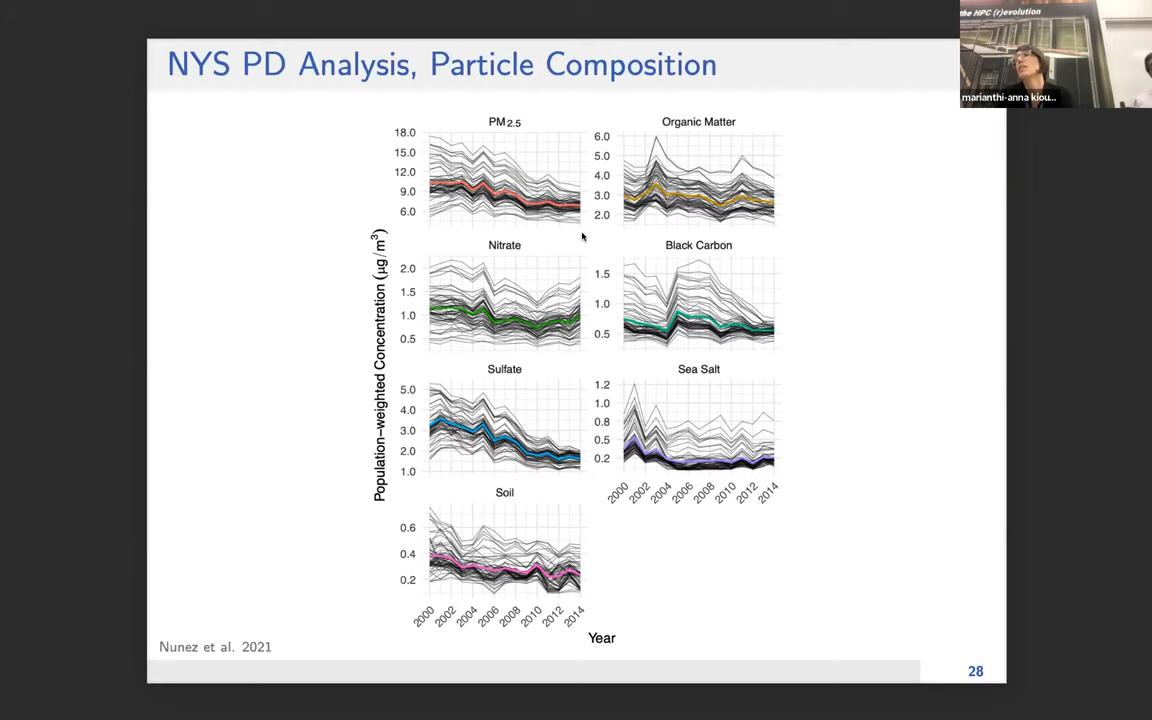 the HPC (r)evolution
marianthi-anna kiou...
NYS PD Analysis, Particle Composition
PM2.5
18.0
15.0
12.0
9.0
6.0
Organic Matter
6.0
5.0
4.0
3.0
2.0
Nitrate
2.0
1.5
1.0
0.5
Black Carbon
1.5
1.0
0.5
Sulfate
5.0
4.0
3.0
2.0
1.0
Sea Salt
1.2
1.0
0.8
0.5
0.2
2000 2002 2004 2006 2008 2010 2012 2014
Soil
0.6
0.4
0.2
2000 2002 2004 2006 2008 2010 2012 2014
Population-weighted Concentration (µg/m³)
Year
Nunez et al. 2021
28